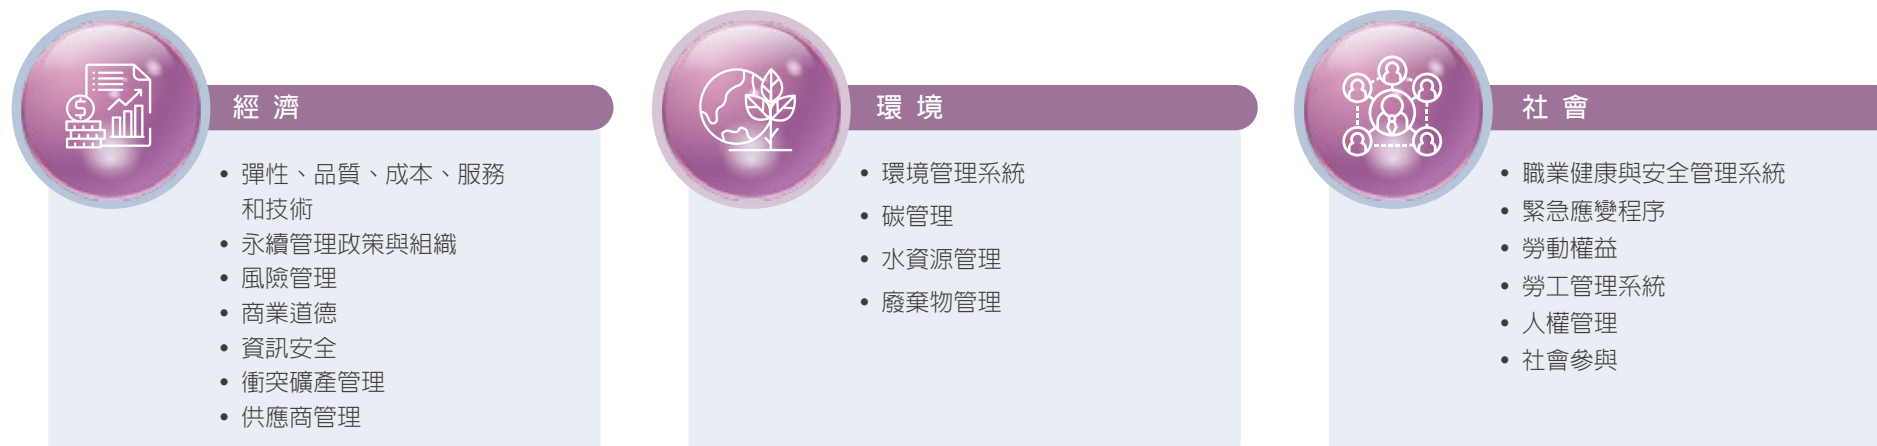 經濟
• 彈性、品質、成本、服務
和技術
• 永續管理政策與組織
• 風險管理
• 商業道德
• 資訊安全
• 衝突礦產管理
• 供應商管理
環境
• 環境管理系統
• 碳管理
• 水資源管理
• 廢棄物管理
社會
• 職業健康與安全管理系統
• 緊急應變程序
• 勞動權益
• 勞工管理系統
• 人權管理
• 社會參與